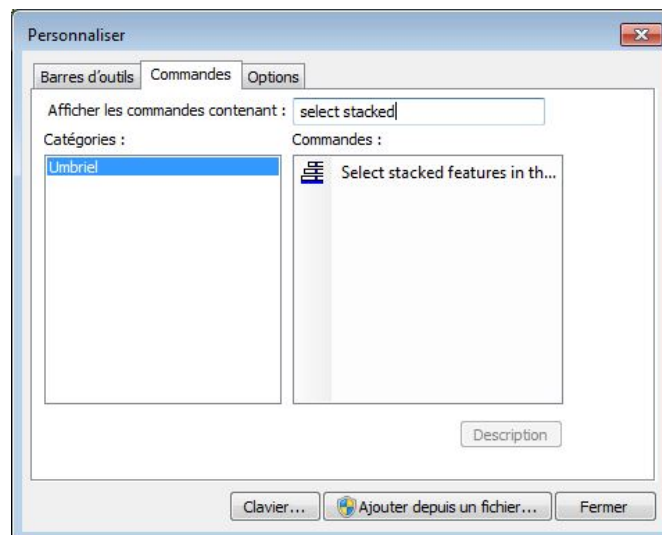 Personnaliser
Barres d'outils Commandes Options
Afficher les commandes contenant : select stacked
Catégories : Commandes :
Umbriel Select stacked features in th...
Description
Clavier... Ajouter depuis un fichier... Fermer